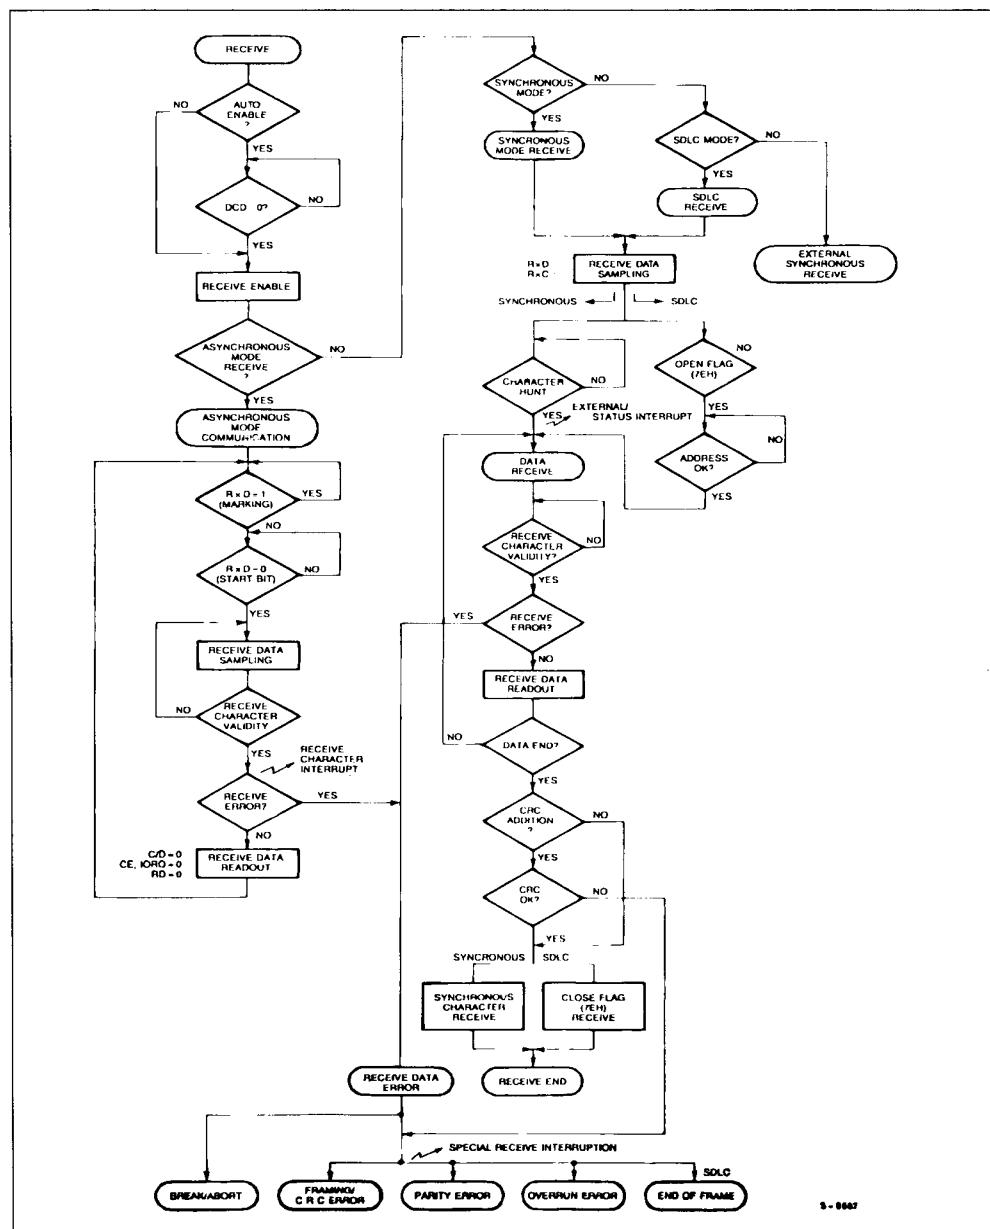 RECEIVE
AUTO
ENABLE
?
NO
YES
DCD = 0?
NO
YES
RECEIVE ENABLE
ASYNCHRONOUS
MODE
RECEIVE
?
NO
YES
ASYNCHRONOUS
MODE
COMMUNICATION
R×D = 1
(MARKING)
YES
NO
R×D = 0
(START BIT)
NO
YES
RECEIVE DATA
SAMPLING
RECEIVE
CHARACTER
VALIDITY
NO
YES
RECEIVE
CHARACTER
INTERRUPT
RECEIVE
ERROR?
YES
NO
C/D = 0
CE, IORQ = 0
RD = 0
RECEIVE DATA
READOUT
SYNCHRONOUS
MODE?
NO
YES
SYNCRONOUS
MODE RECEIVE
SDLC MODE?
NO
YES
SDLC
RECEIVE
EXTERNAL
SYNCHRONOUS
RECEIVE
R×D
R×C
RECEIVE DATA
SAMPLING
SYNCHRONOUS
SDLC
CHARACTER
HUNT
NO
YES
EXTERNAL/
STATUS INTERRUPT
OPEN FLAG
(7EH)
NO
YES
ADDRESS
OK?
NO
YES
DATA
RECEIVE
RECEIVE
CHARACTER
VALIDITY?
NO
YES
RECEIVE
ERROR?
YES
NO
RECEIVE DATA
READOUT
DATA END?
NO
YES
CRC
ADDITION
?
NO
YES
CRC
OK?
NO
YES
SYNCRONOUS
SDLC
SYNCHRONOUS
CHARACTER
RECEIVE
CLOSE FLAG
(7EH)
RECEIVE
RECEIVE END
RECEIVE DATA
ERROR
SPECIAL RECEIVE INTERRUPTION
BREAK/ABORT
FRAMING/
C R C ERROR
PARITY ERROR
OVERRUN ERROR
SDLC
END OF FRAME